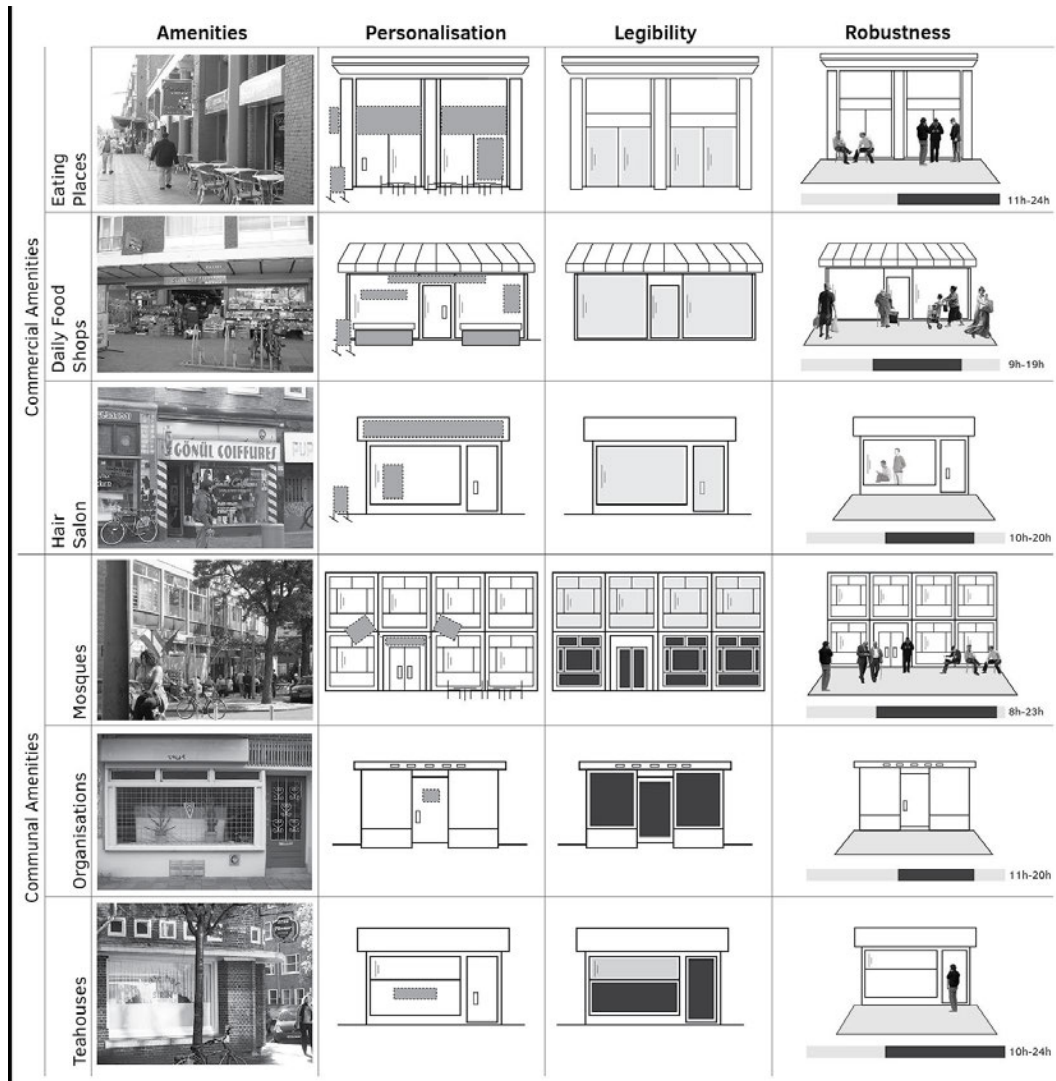 Amenities Personalisation Legibility Robustness
Commercial Amenities
Eating
Places
11h-24h
Daily Food
Shops
9h-19h
Hair
Salon
GÖNÜL COIFFURES
10h-20h
Communal Amenities
Mosques
8h-23h
Organisations
11h-20h
Teahouses
10h-24h